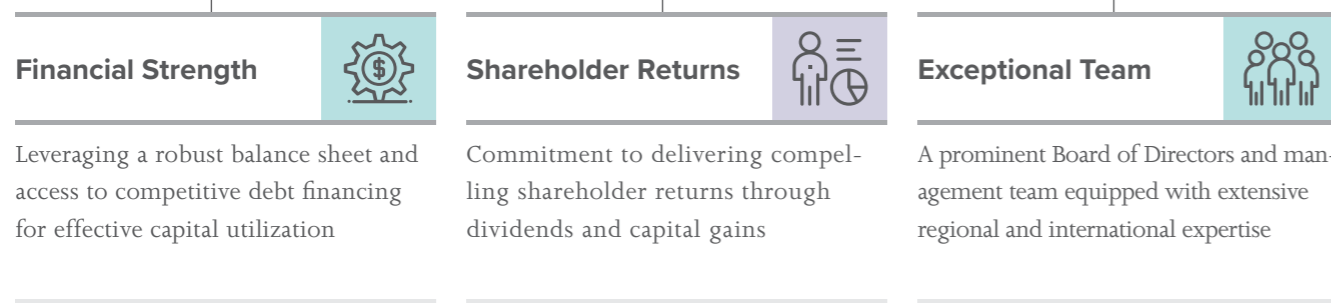 Financial Strength
$
Leveraging a robust balance sheet and
access to competitive debt financing
for effective capital utilization
Shareholder Returns
Commitment to delivering compel-
ling shareholder returns through
dividends and capital gains
Exceptional Team
A prominent Board of Directors and man-
agement team equipped with extensive
regional and international expertise